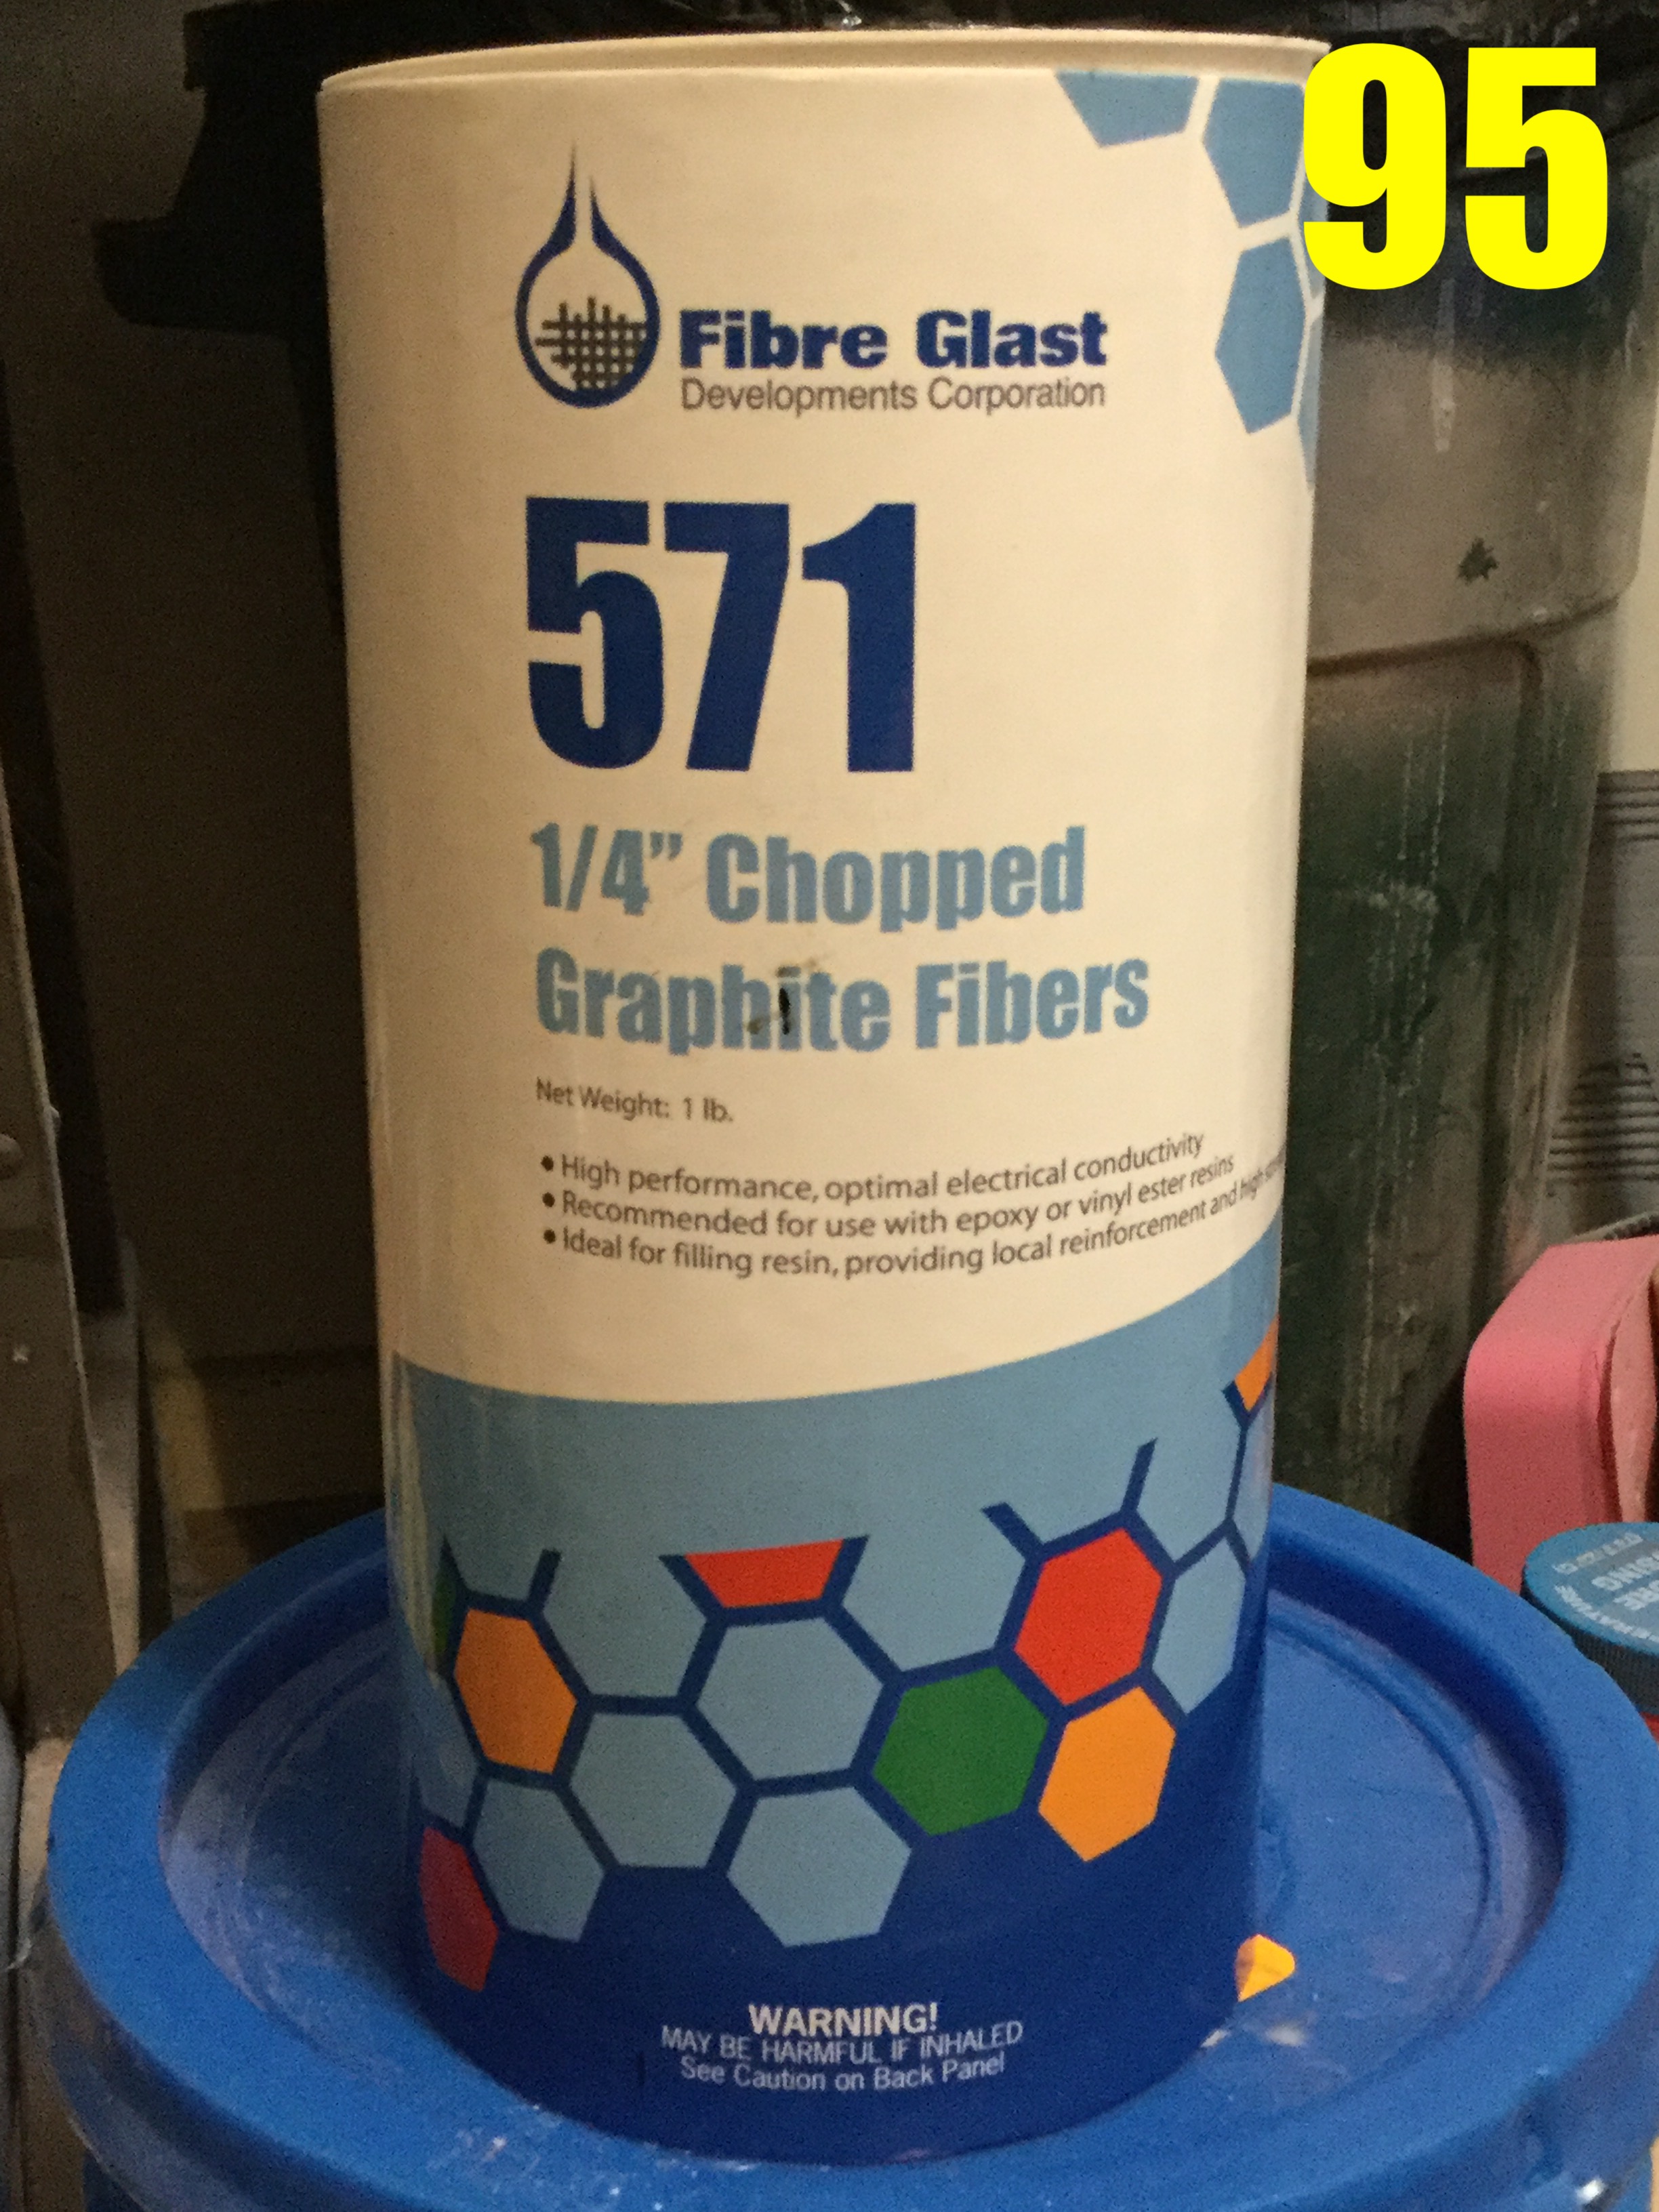 95
Fibre Glast
Developments Corporation
571
1/4” Chopped
Graphite Fibers
Net Weight: 1 lb.
• High performance, optimal electrical conductivity
• Recommended for use with epoxy or vinyl ester resins
• Ideal for filling resin, providing local reinforcement and high
WARNING!
MAY BE HARMFUL IF INHALED
See Caution on Back Panel